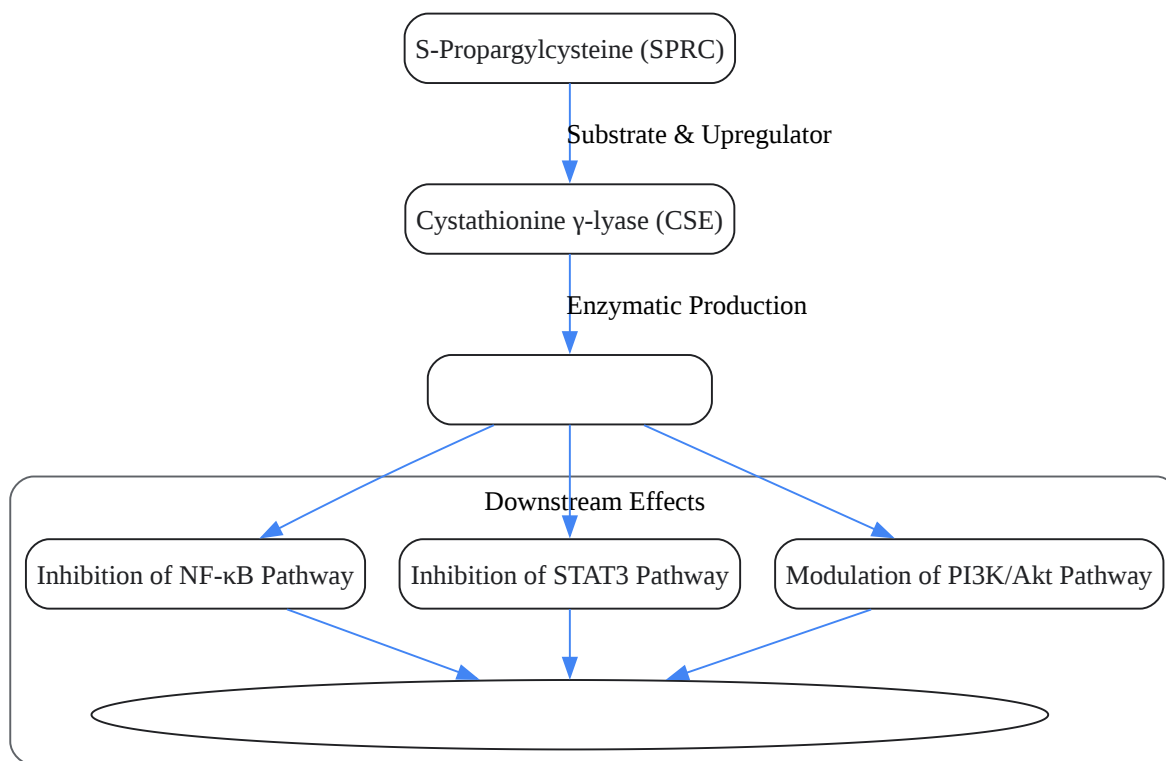 S-Propargylcysteine (SPRC)
Substrate & Upregulator
Cystathionine γ-lyase (CSE)
Enzymatic Production
Downstream Effects
Inhibition of NF-κB Pathway
Inhibition of STAT3 Pathway
Modulation of PI3K/Akt Pathway